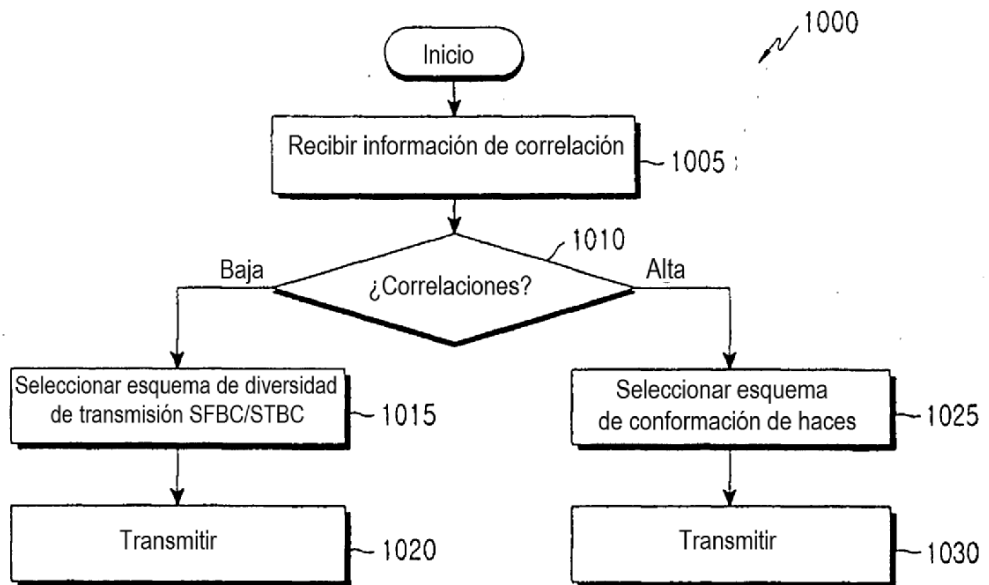 1000
Inicio
Recibir información de correlación
1005
1010
Baja
¿Correlaciones?
Alta
Seleccionar esquema de diversidad
de transmisión SFBC/STBC
1015
Seleccionar esquema
de conformación de haces
1025
Transmitir
1020
Transmitir
1030